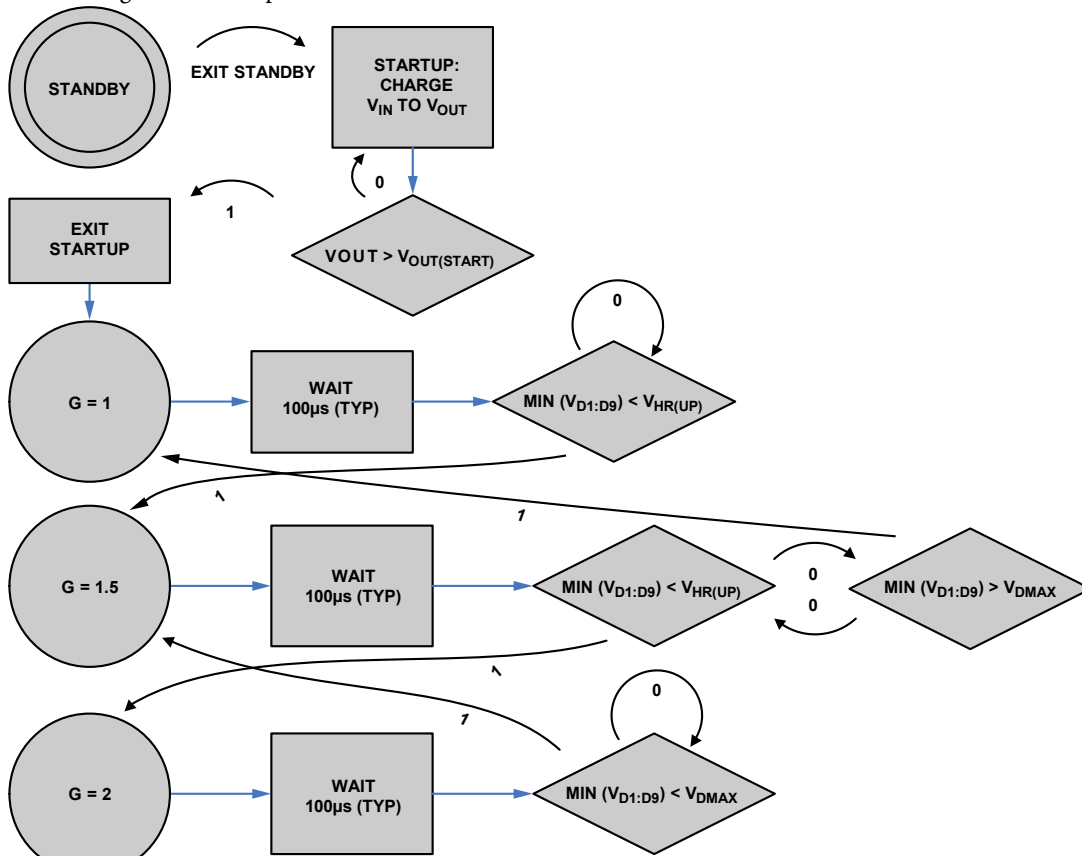 STANDBY
EXIT STANDBY
STARTUP:
CHARGE
VIN TO VOUT
0
1
EXIT
STARTUP
VOUT > VOUT(START)
0
G = 1
WAIT
100µs (TYP)
MIN (VD1:D9) < VHR(UP)
1
1
G = 1.5
WAIT
100µs (TYP)
MIN (VD1:D9) < VHR(UP)
0
0
MIN (VD1:D9) > VDMAX
1
1
0
G = 2
WAIT
100µs (TYP)
MIN (VD1:D9) < VDMAX